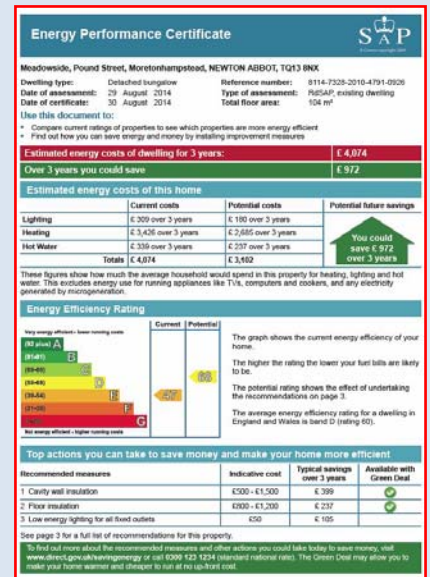 Energy Performance Certificate
SAP
Meadowside, Pound Street, Moretonhampstead, NEWTON ABBOT, TQ13 8NX
Dwelling type: Detached bungalow Reference number: 8114-7328-2010-4791-0926
Date of assessment: 29 August 2014 Type of assessment: RdSAP, existing dwelling
Date of certificate: 30 August 2014 Total floor area: 104 m²
Use this document to:
• Compare current ratings of properties to see which properties are more energy efficient
• Find out how you can save energy and money by installing improvement measures
Estimated energy costs of dwelling for 3 years: £ 4,074
Over 3 years you could save £ 972
Estimated energy costs of this home
Current costs Potential costs Potential future savings
Lighting £ 309 over 3 years £ 180 over 3 years
Heating £ 3,426 over 3 years £ 2,685 over 3 years
Hot Water £ 339 over 3 years £ 237 over 3 years
Totals £ 4,074 £ 3,102
You could
save £ 972
over 3 years
These figures show how much the average household would spend in this property for heating, lighting and hot
water. This excludes energy use for running appliances like TVs, computers and cookers, and any electricity
generated by microgeneration.
Energy Efficiency Rating
Current Potential
Very energy efficient - lower running costs
(92 plus) A
(81-91) B
(69-80) C
(55-68) D
(39-54) E
(21-38) F
G
Not energy efficient - higher running costs
47
68
The graph shows the current energy efficiency of your
home.
The higher the rating the lower your fuel bills are likely
to be.
The potential rating shows the effect of undertaking
the recommendations on page 3.
The average energy efficiency rating for a dwelling in
England and Wales is band D (rating 60).
Top actions you can take to save money and make your home more efficient
Recommended measures Indicative cost Typical savings over 3 years Available with Green Deal
1 Cavity wall insulation £500 - £1,500 £ 399
2 Floor insulation £800 - £1,200 £ 237
3 Low energy lighting for all fixed outlets £50 £ 105
See page 3 for a full list of recommendations for this property.
To find out more about the recommended measures and other actions you could take today to save money, visit
www.direct.gov.uk/savingenergy or call 0300 123 1234 (standard national rate). The Green Deal may allow you to
make your home warmer and cheaper to run at no up-front cost.